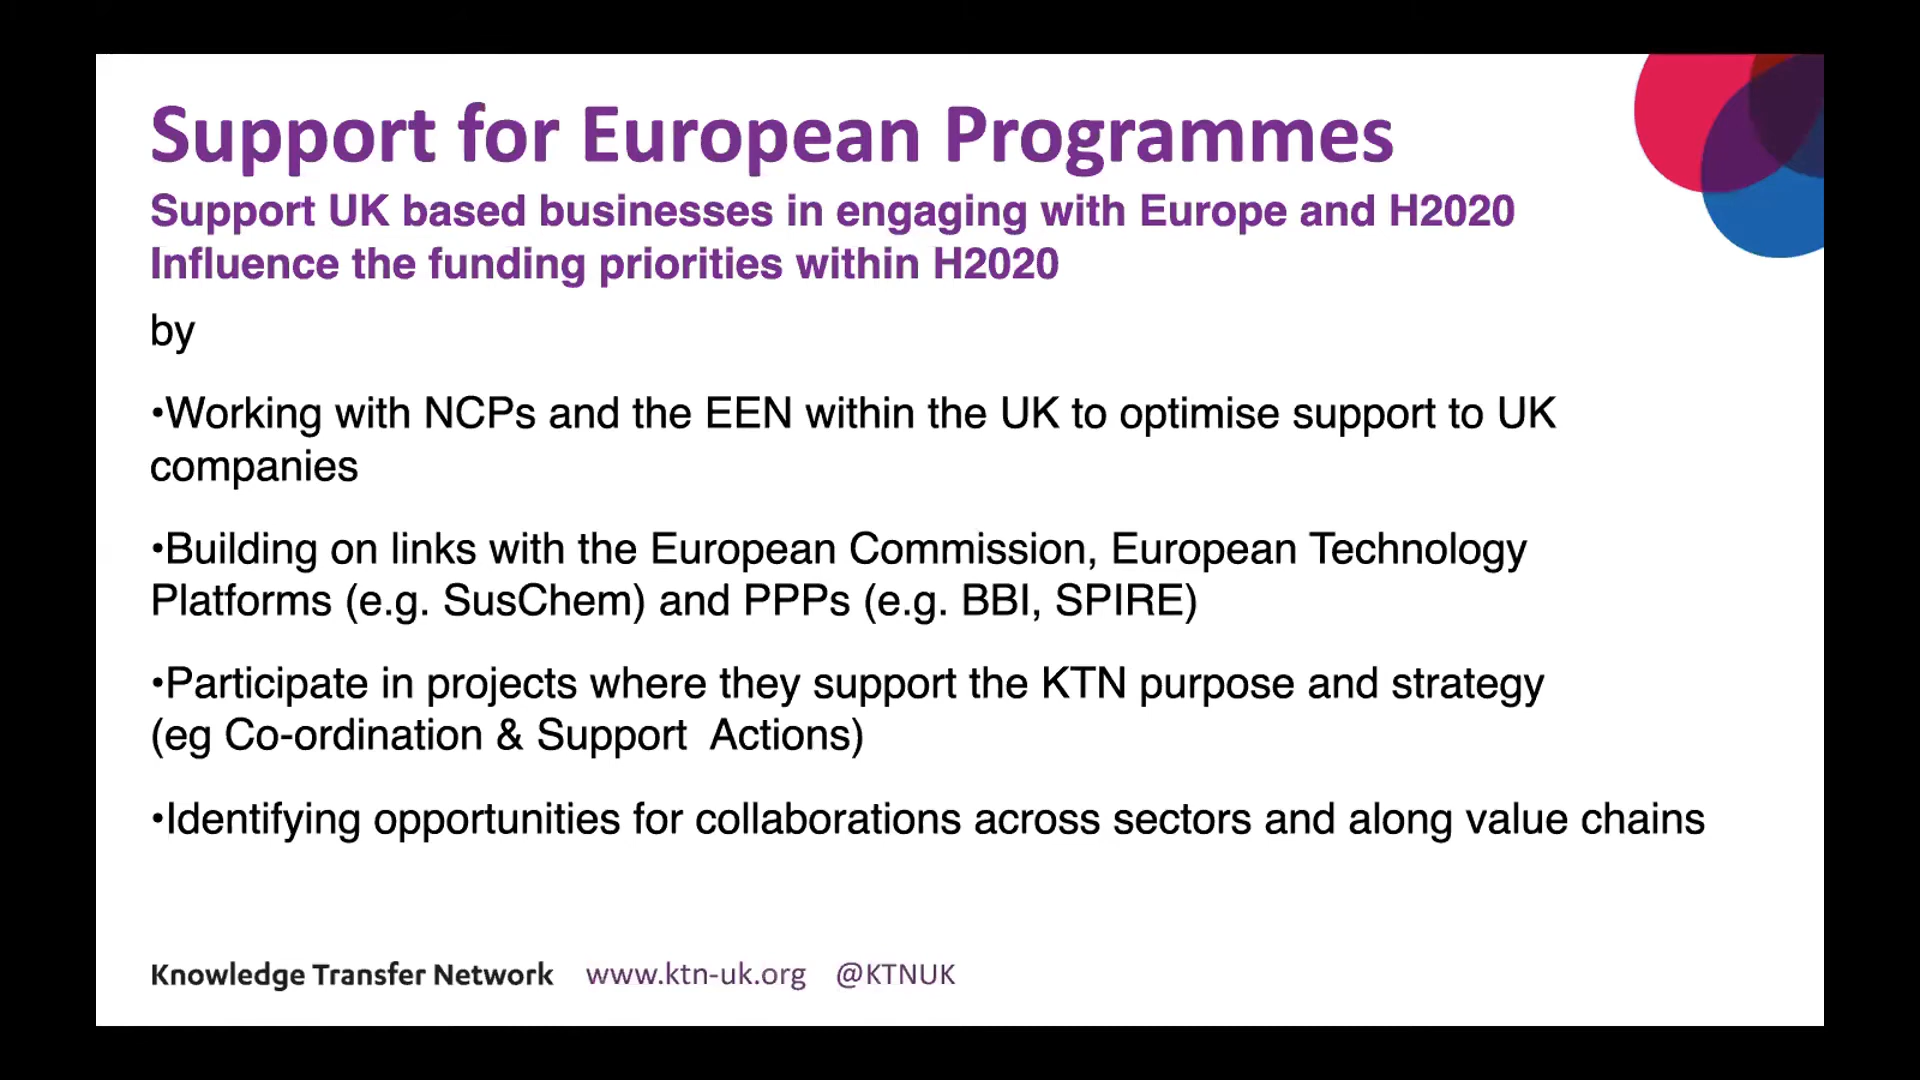 Support for European Programmes
Support UK based businesses in engaging with Europe and H2020
Influence the funding priorities within H2020
by
•Working with NCPs and the EEN within the UK to optimise support to UK
companies
•Building on links with the European Commission, European Technology
Platforms (e.g. SusChem) and PPPs (e.g. BBI, SPIRE)
•Participate in projects where they support the KTN purpose and strategy
(eg Co-ordination & Support  Actions)
•Identifying opportunities for collaborations across sectors and along value chains
Knowledge Transfer Network www.ktn-uk.org @KTNUK